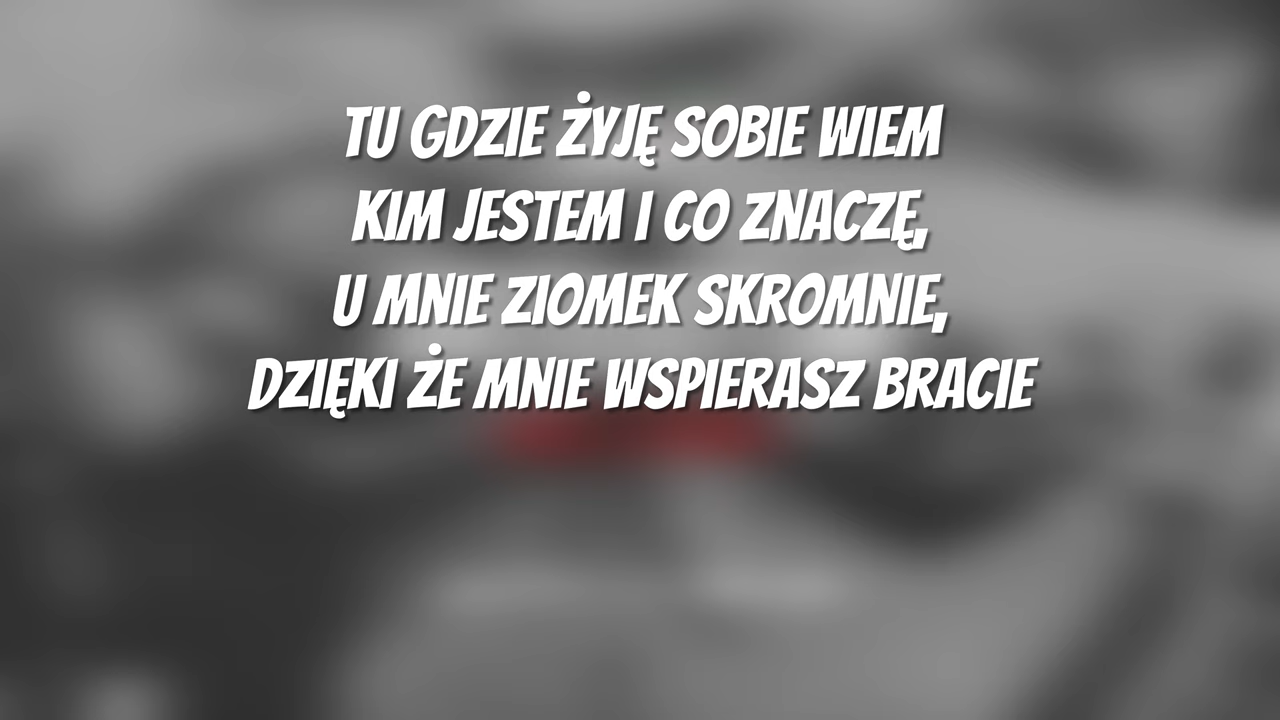 TU GDZIE ŻYJĘ SOBIE WIEM
KIM JESTEM I CO ZNACZĘ,
U MNIE ZIOMEK SKROMNIE,
DZIĘKI ŻE MNIE WSPIERASZ BRACIE